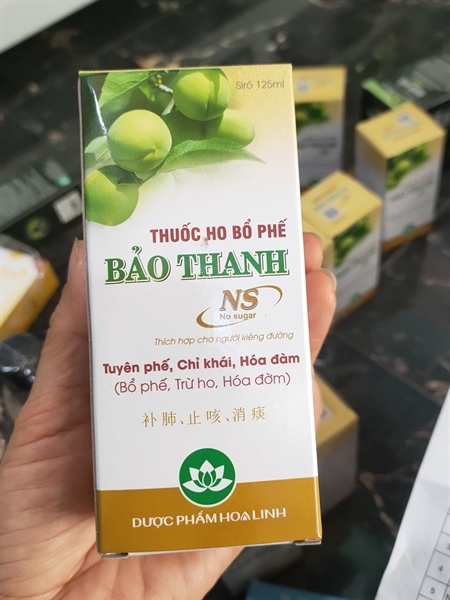 Sirô 125ml
THUỐC HO BỔ PHẾ
BẢO THANH
NS
No sugar
Thích hợp cho người kiêng đường
Tuyên phế, Chỉ khái, Hóa đàm
(Bổ phế, Trừ ho, Hóa đờm)
补肺、止咳、消痰
DƯỢC PHẨM HOA LINH